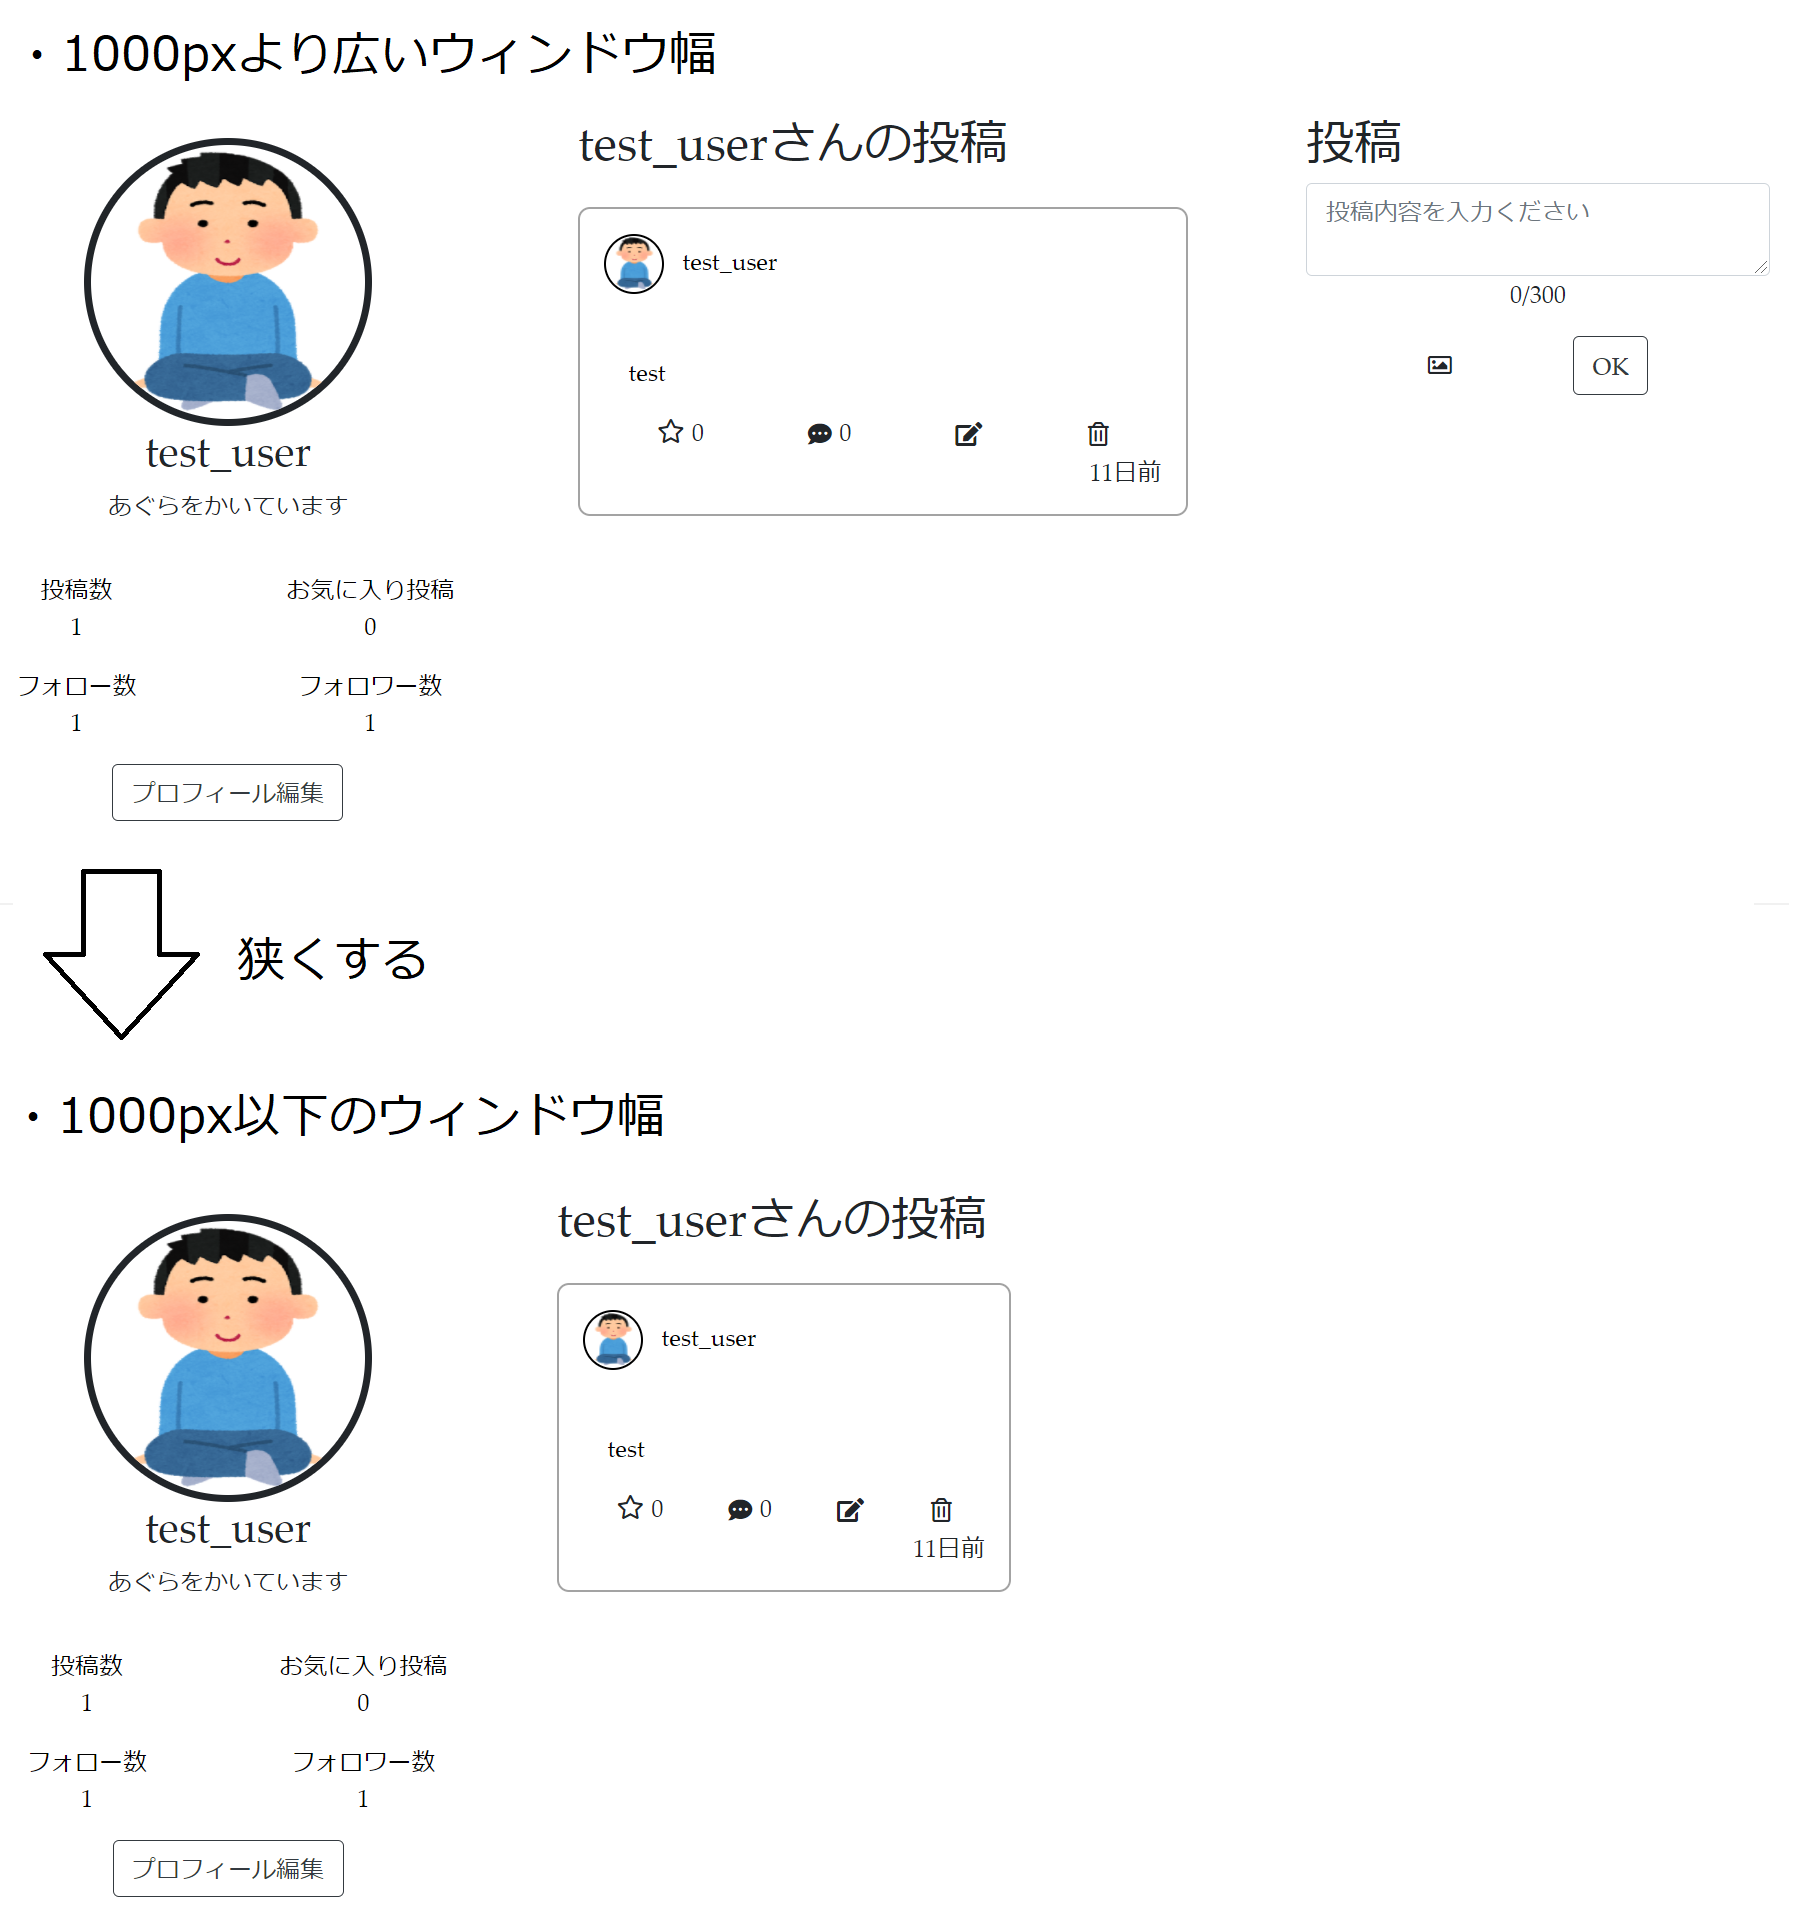 ・1000pxより広いウィンドウ幅
test_user
あぐらをかいています
投稿数
1
お気に入り投稿
0
フォロー数
1
フォロワー数
1
プロフィール編集
test_userさんの投稿
test_user
test
0
0
11日前
投稿
投稿内容を入力ください
0/300
OK
狭くする
・1000px以下のウィンドウ幅
test_user
あぐらをかいています
投稿数
1
お気に入り投稿
0
フォロー数
1
フォロワー数
1
プロフィール編集
test_userさんの投稿
test_user
test
0
0
11日前